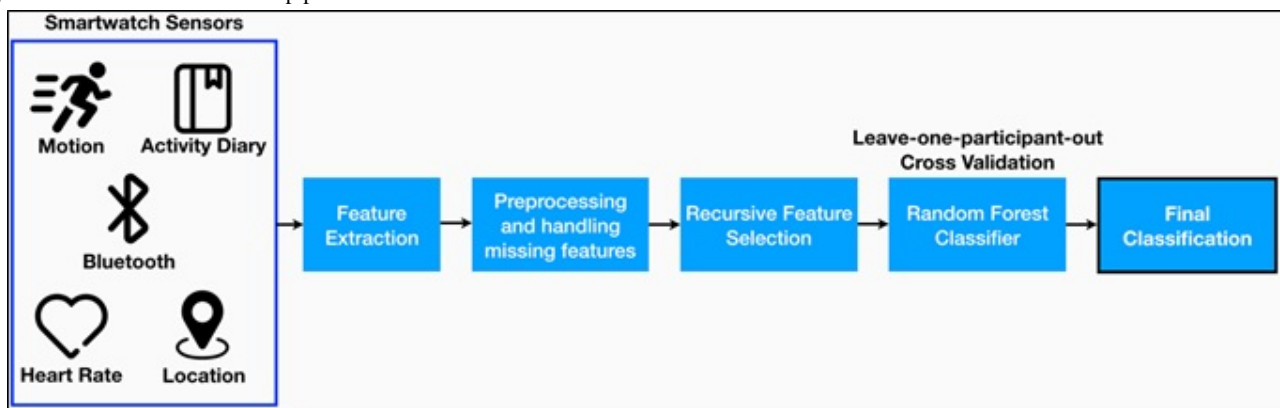 Smartwatch Sensors
Motion
Activity Diary
Bluetooth
Heart Rate
Location
Feature
Extraction
Preprocessing
and handling
missing features
Recursive Feature
Selection
Leave-one-participant-out
Cross Validation
Random Forest
Classifier
Final
Classification